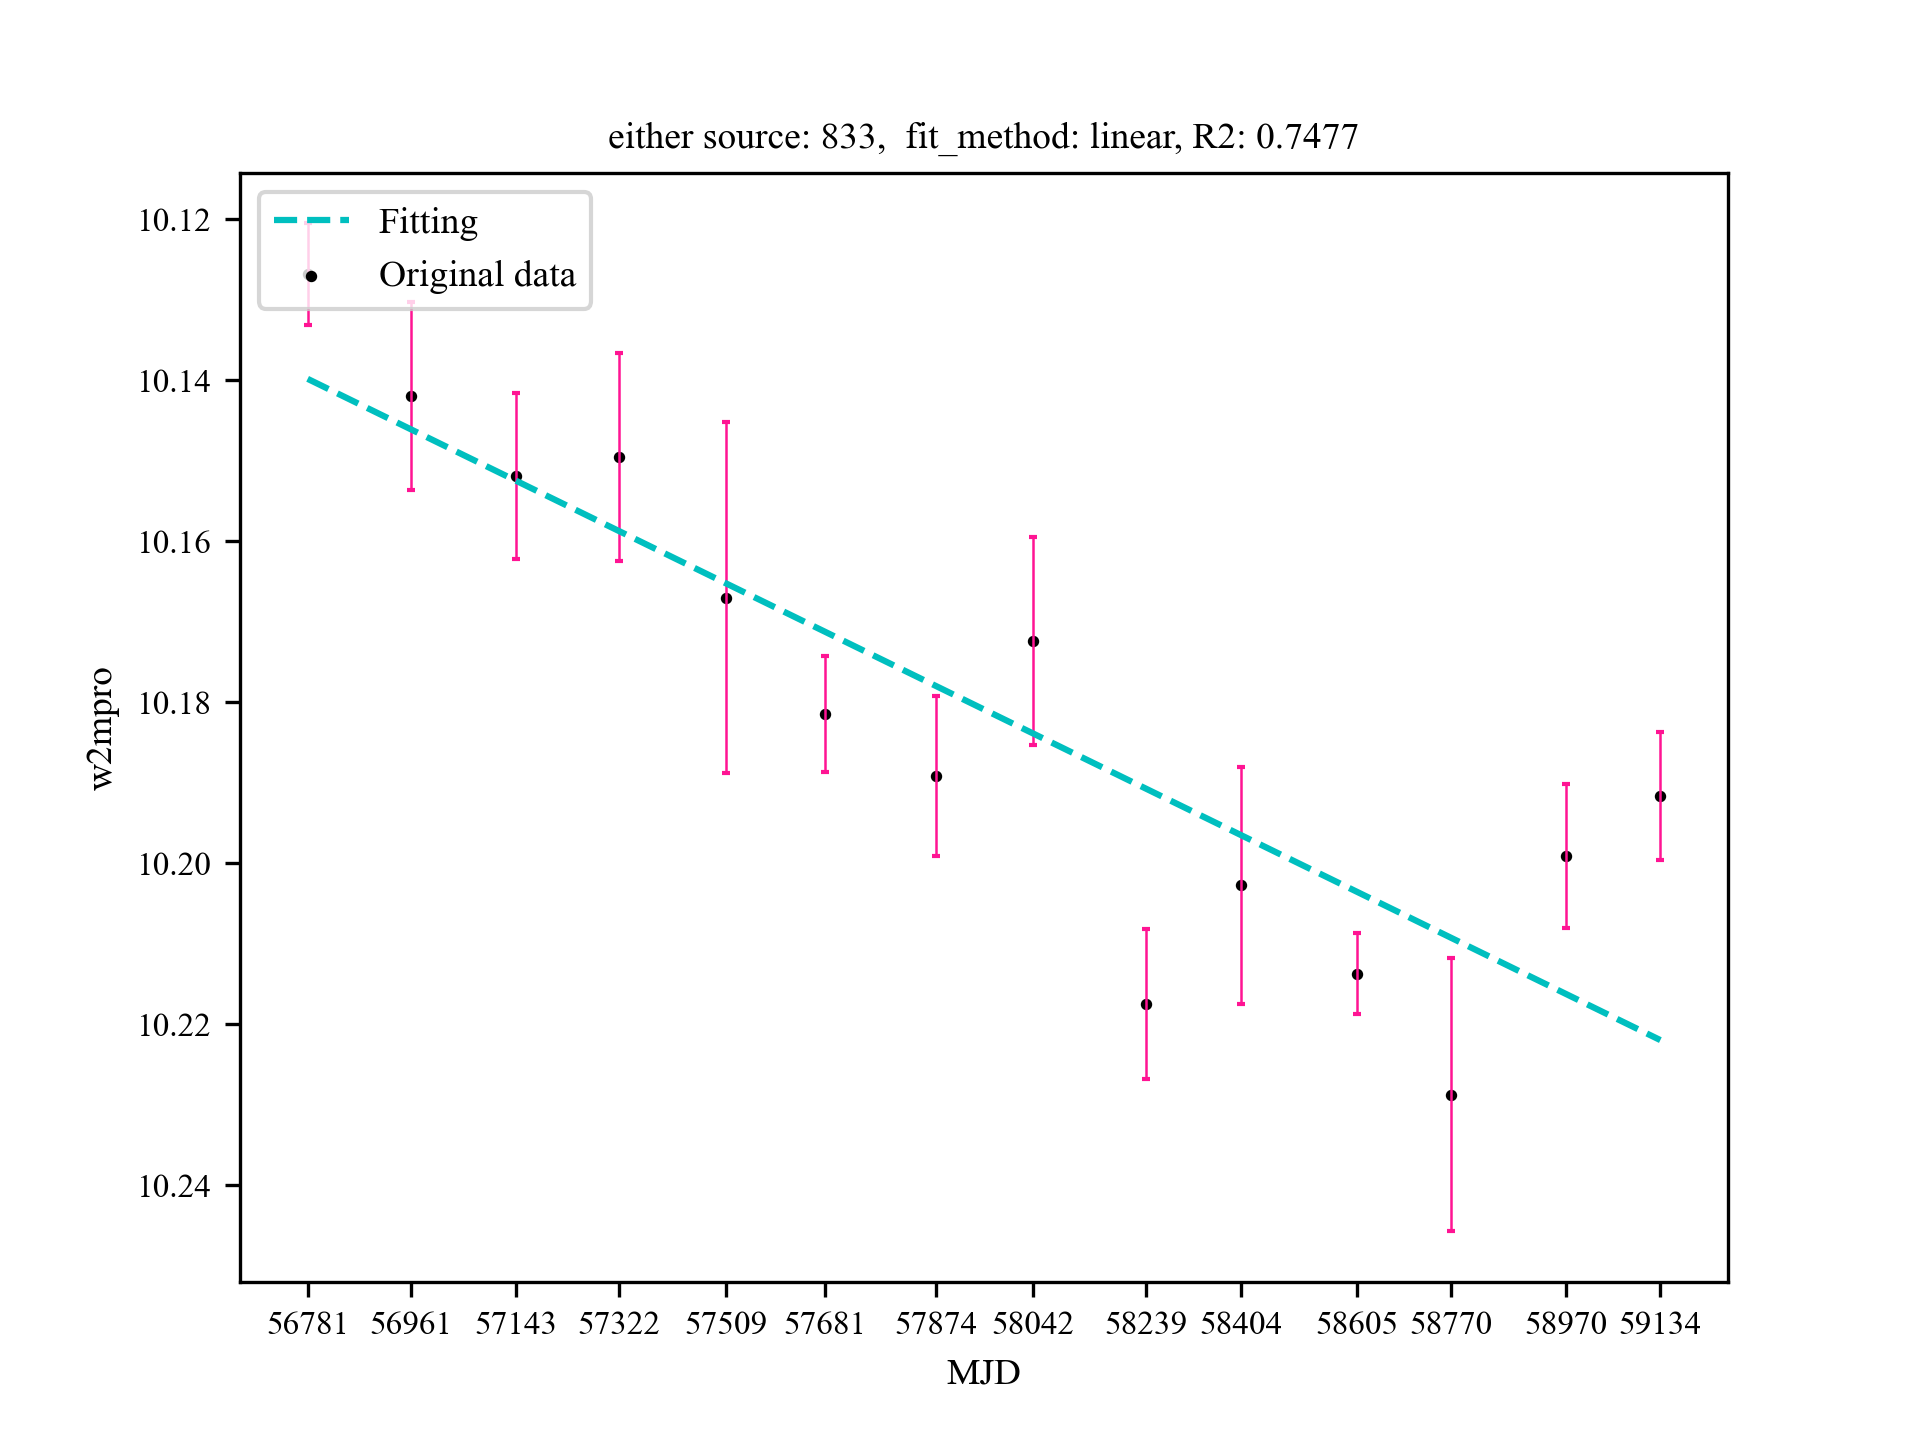 either source: 833,  fit_method: linear, R2: 0.7477
Fitting
Original data
10.12
10.14
10.16
10.18
10.20
10.22
10.24
w2mpro
56781 56961 57143 57322 57509 57681 57874 58042 58239 58404 58605 58770 58970 59134
MJD